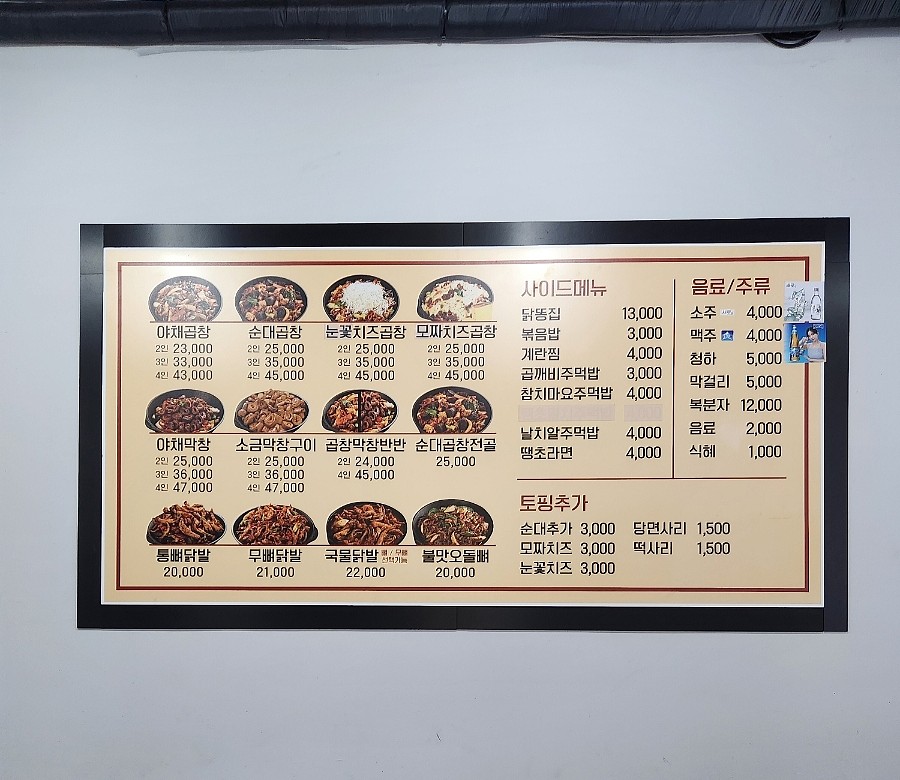 야채곱창
2인 23,000
3인 33,000
4인 43,000
순대곱창
2인 25,000
3인 35,000
4인 45,000
눈꽃치즈곱창
2인 25,000
3인 35,000
4인 45,000
모짜치즈곱창
2인 25,000
3인 35,000
4인 45,000
야채막창
2인 25,000
3인 36,000
4인 47,000
소금막창구이
2인 25,000
3인 36,000
4인 47,000
곱창막창반반
2인 24,000
4인 45,000
순대곱창전골
25,000
통뼈닭발
20,000
무뼈닭발
21,000
국물닭발 뼈 / 무뼈
선택가능
22,000
불맛오돌뼈
20,000
사이드메뉴
닭똥집 13,000
볶음밥 3,000
계란찜 4,000
곱깨비주먹밥 3,000
참치마요주먹밥 4,000
날치알주먹밥 4,000
땡초라면 4,000
음료/주류
소주 4,000
맥주 4,000
청하 5,000
막걸리 5,000
복분자 12,000
음료 2,000
식혜 1,000
토핑추가
순대추가 3,000 당면사리 1,500
모짜치즈 3,000 떡사리 1,500
눈꽃치즈 3,000